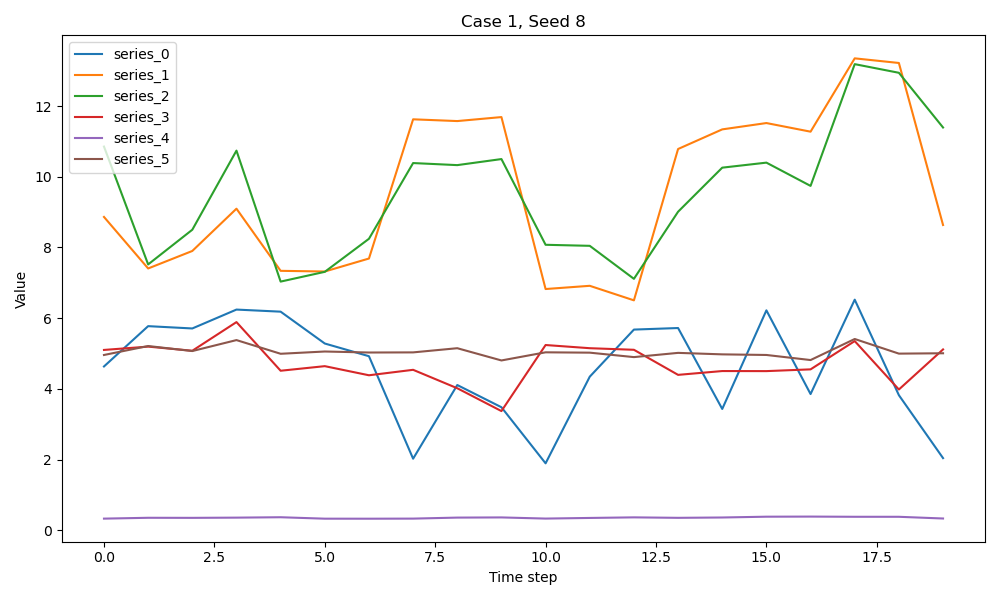 Case 1, Seed 8
series_0
series_1
series_2
series_3
series_4
series_5
Value
12
10
8
6
4
2
0
0.0 2.5 5.0 7.5 10.0 12.5 15.0 17.5
Time step